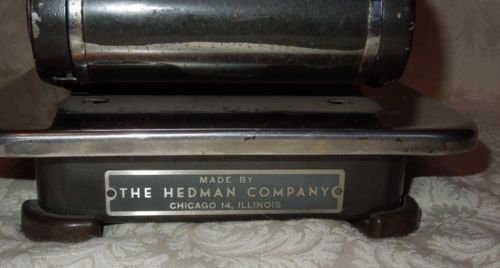 MADE BY
THE HEDMAN COMPANY
CHICAGO 14, ILLINOIS